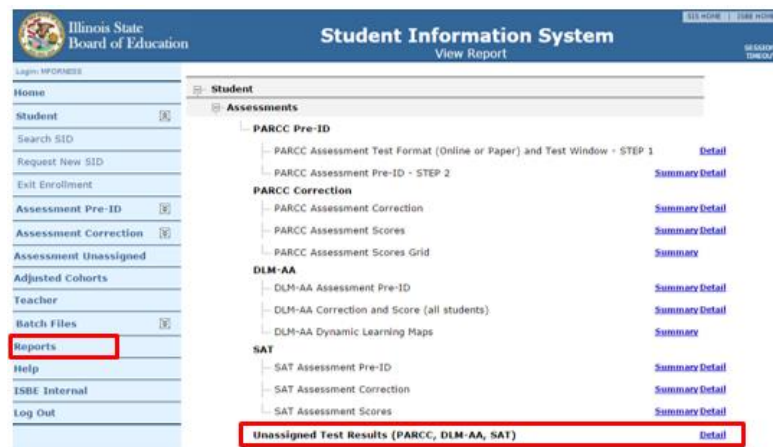 Illinois State
Board of Education
Student Information System
View Report
SIS HOME | ISBE HOME
SESSION
TIMEOUT
Home
Student
Search SID
Request New SID
Exit Enrollment
Assessment Pre-ID
Assessment Correction
Assessment Unassigned
Adjusted Cohorts
Teacher
Batch Files
Reports
Help
ISBE Internal
Log Out
Student
Assessments
PARCC Pre-ID
PARCC Assessment Test Format (Online or Paper) and Test Window - STEP 1 Detail
PARCC Assessment Pre-ID - STEP 2 Summary Detail
PARCC Correction
PARCC Assessment Correction Summary Detail
PARCC Assessment Scores Summary Detail
PARCC Assessment Scores Grid Summary
DLM-AA
DLM-AA Assessment Pre-ID Summary Detail
DLM-AA Correction and Score (all students) Summary Detail
DLM-AA Dynamic Learning Maps Summary
SAT
SAT Assessment Pre-ID Summary Detail
SAT Assessment Correction Summary Detail
SAT Assessment Scores Summary Detail
Unassigned Test Results (PARCC, DLM-AA, SAT) Detail